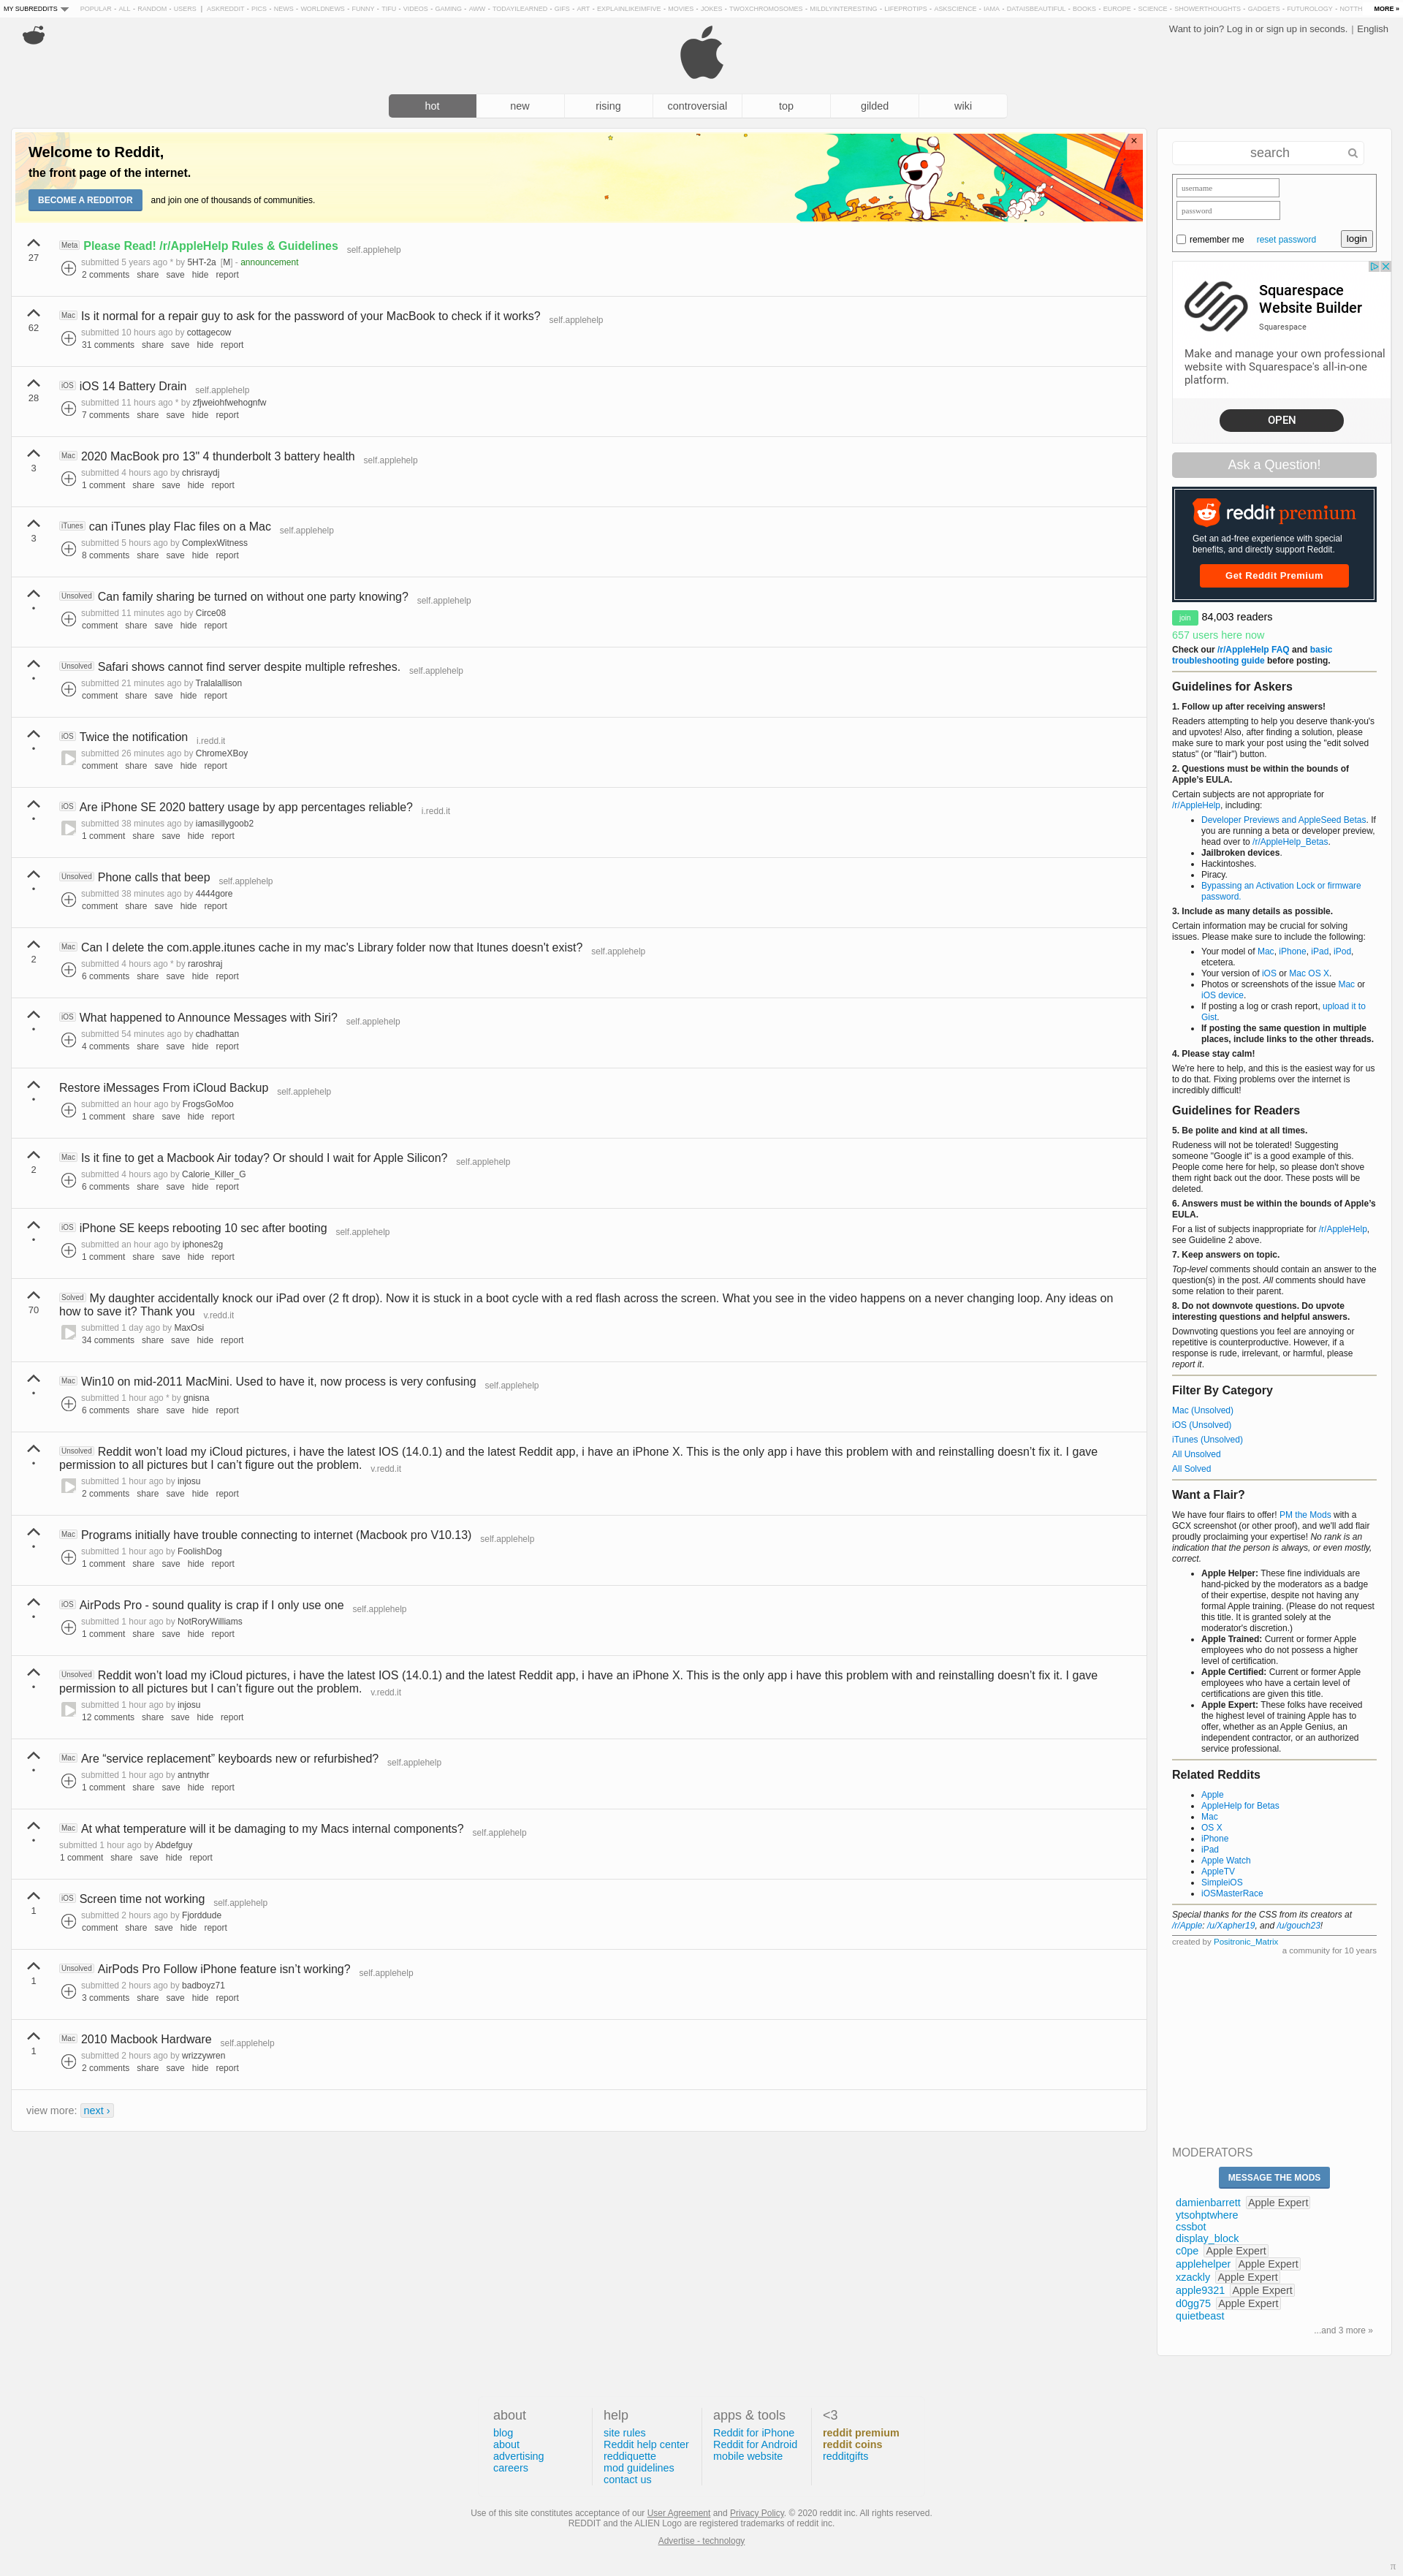 MY SUBREDDITS POPULAR - ALL - RANDOM - USERS | ASKREDDIT - PICS - NEWS - WORLDNEWS - FUNNY - TIFU - VIDEOS - GAMING - AWW - TODAYILEARNED - GIFS - ART - EXPLAINLIKEIMFIVE - MOVIES - JOKES - TWOXCHROMOSOMES - MILDLYINTERESTING - LIFEPROTIPS - ASKSCIENCE - IAMA - DATAISBEAUTIFUL - BOOKS - EUROPE - SCIENCE - SHOWERTHOUGHTS - GADGETS - FUTUROLOGY - NOTTH MORE »
Want to join? Log in or sign up in seconds. | English
hot new rising controversial top gilded wiki
Welcome to Reddit,
the front page of the internet.
BECOME A REDDITOR and join one of thousands of communities.
×
27
Meta Please Read! /r/AppleHelp Rules & Guidelines self.applehelp
submitted 5 years ago * by 5HT-2a [M] - announcement
2 comments share save hide report
62
Mac Is it normal for a repair guy to ask for the password of your MacBook to check if it works? self.applehelp
submitted 10 hours ago by cottagecow
31 comments share save hide report
28
iOS iOS 14 Battery Drain self.applehelp
submitted 11 hours ago * by zfjweiohfwehognfw
7 comments share save hide report
3
Mac 2020 MacBook pro 13" 4 thunderbolt 3 battery health self.applehelp
submitted 4 hours ago by chrisraydj
1 comment share save hide report
3
iTunes can iTunes play Flac files on a Mac self.applehelp
submitted 5 hours ago by ComplexWitness
8 comments share save hide report
•
Unsolved Can family sharing be turned on without one party knowing? self.applehelp
submitted 11 minutes ago by Circe08
comment share save hide report
•
Unsolved Safari shows cannot find server despite multiple refreshes. self.applehelp
submitted 21 minutes ago by Tralalallison
comment share save hide report
•
iOS Twice the notification i.redd.it
submitted 26 minutes ago by ChromeXBoy
comment share save hide report
•
iOS Are iPhone SE 2020 battery usage by app percentages reliable? i.redd.it
submitted 38 minutes ago by iamasillygoob2
1 comment share save hide report
•
Unsolved Phone calls that beep self.applehelp
submitted 38 minutes ago by 4444gore
comment share save hide report
2
Mac Can I delete the com.apple.itunes cache in my mac's Library folder now that Itunes doesn't exist? self.applehelp
submitted 4 hours ago * by raroshraj
6 comments share save hide report
•
iOS What happened to Announce Messages with Siri? self.applehelp
submitted 54 minutes ago by chadhattan
4 comments share save hide report
•
Restore iMessages From iCloud Backup self.applehelp
submitted an hour ago by FrogsGoMoo
1 comment share save hide report
2
Mac Is it fine to get a Macbook Air today? Or should I wait for Apple Silicon? self.applehelp
submitted 4 hours ago by Calorie_Killer_G
6 comments share save hide report
•
iOS iPhone SE keeps rebooting 10 sec after booting self.applehelp
submitted an hour ago by iphones2g
1 comment share save hide report
70
Solved My daughter accidentally knock our iPad over (2 ft drop). Now it is stuck in a boot cycle with a red flash across the screen. What you see in the video happens on a never changing loop. Any ideas on
how to save it? Thank you v.redd.it
submitted 1 day ago by MaxOsi
34 comments share save hide report
•
Mac Win10 on mid-2011 MacMini. Used to have it, now process is very confusing self.applehelp
submitted 1 hour ago * by gnisna
6 comments share save hide report
•
Unsolved Reddit won’t load my iCloud pictures, i have the latest IOS (14.0.1) and the latest Reddit app, i have an iPhone X. This is the only app i have this problem with and reinstalling doesn’t fix it. I gave
permission to all pictures but I can’t figure out the problem. v.redd.it
submitted 1 hour ago by injosu
2 comments share save hide report
•
Mac Programs initially have trouble connecting to internet (Macbook pro V10.13) self.applehelp
submitted 1 hour ago by FoolishDog
1 comment share save hide report
•
iOS AirPods Pro - sound quality is crap if I only use one self.applehelp
submitted 1 hour ago by NotRoryWilliams
1 comment share save hide report
•
Unsolved Reddit won’t load my iCloud pictures, i have the latest IOS (14.0.1) and the latest Reddit app, i have an iPhone X. This is the only app i have this problem with and reinstalling doesn’t fix it. I gave
permission to all pictures but I can’t figure out the problem. v.redd.it
submitted 1 hour ago by injosu
12 comments share save hide report
•
Mac Are “service replacement” keyboards new or refurbished? self.applehelp
submitted 1 hour ago by antnythr
1 comment share save hide report
•
Mac At what temperature will it be damaging to my Macs internal components? self.applehelp
submitted 1 hour ago by Abdefguy
1 comment share save hide report
1
iOS Screen time not working self.applehelp
submitted 2 hours ago by Fjorddude
comment share save hide report
1
Unsolved AirPods Pro Follow iPhone feature isn’t working? self.applehelp
submitted 2 hours ago by badboyz71
3 comments share save hide report
1
Mac 2010 Macbook Hardware self.applehelp
submitted 2 hours ago by wrizzywren
2 comments share save hide report
view more: next ›
search
username
password
remember me reset password login
Squarespace
Website Builder
Squarespace
Make and manage your own professional
website with Squarespace's all-in-one
platform.
OPEN
Ask a Question!
reddit premium
Get an ad-free experience with special
benefits, and directly support Reddit.
Get Reddit Premium
join 84,003 readers
657 users here now
Check our /r/AppleHelp FAQ and basic
troubleshooting guide before posting.
Guidelines for Askers
1. Follow up after receiving answers!
Readers attempting to help you deserve thank-you's
and upvotes! Also, after finding a solution, please
make sure to mark your post using the "edit solved
status" (or "flair") button.
2. Questions must be within the bounds of
Apple’s EULA.
Certain subjects are not appropriate for
/r/AppleHelp, including:
• Developer Previews and AppleSeed Betas. If
you are running a beta or developer preview,
head over to /r/AppleHelp_Betas.
• Jailbroken devices.
• Hackintoshes.
• Piracy.
• Bypassing an Activation Lock or firmware
password.
3. Include as many details as possible.
Certain information may be crucial for solving
issues. Please make sure to include the following:
• Your model of Mac, iPhone, iPad, iPod,
etcetera.
• Your version of iOS or Mac OS X.
• Photos or screenshots of the issue Mac or
iOS device.
• If posting a log or crash report, upload it to
Gist.
• If posting the same question in multiple
places, include links to the other threads.
4. Please stay calm!
We're here to help, and this is the easiest way for us
to do that. Fixing problems over the internet is
incredibly difficult!
Guidelines for Readers
5. Be polite and kind at all times.
Rudeness will not be tolerated! Suggesting
someone "Google it" is a good example of this.
People come here for help, so please don't shove
them right back out the door. These posts will be
deleted.
6. Answers must be within the bounds of Apple’s
EULA.
For a list of subjects inappropriate for /r/AppleHelp,
see Guideline 2 above.
7. Keep answers on topic.
Top-level comments should contain an answer to the
question(s) in the post. All comments should have
some relation to their parent.
8. Do not downvote questions. Do upvote
interesting questions and helpful answers.
Downvoting questions you feel are annoying or
repetitive is counterproductive. However, if a
response is rude, irrelevant, or harmful, please
report it.
Filter By Category
Mac (Unsolved)
iOS (Unsolved)
iTunes (Unsolved)
All Unsolved
All Solved
Want a Flair?
We have four flairs to offer! PM the Mods with a
GCX screenshot (or other proof), and we'll add flair
proudly proclaiming your expertise! No rank is an
indication that the person is always, or even mostly,
correct.
• Apple Helper: These fine individuals are
hand-picked by the moderators as a badge
of their expertise, despite not having any
formal Apple training. (Please do not request
this title. It is granted solely at the
moderator's discretion.)
• Apple Trained: Current or former Apple
employees who do not possess a higher
level of certification.
• Apple Certified: Current or former Apple
employees who have a certain level of
certifications are given this title.
• Apple Expert: These folks have received
the highest level of training Apple has to
offer, whether as an Apple Genius, an
independent contractor, or an authorized
service professional.
Related Reddits
• Apple
• AppleHelp for Betas
• Mac
• OS X
• iPhone
• iPad
• Apple Watch
• AppleTV
• SimpleiOS
• iOSMasterRace
Special thanks for the CSS from its creators at
/r/Apple: /u/Xapher19, and /u/gouch23!
created by Positronic_Matrix
a community for 10 years
MODERATORS
MESSAGE THE MODS
damienbarrett Apple Expert
ytsohptwhere
cssbot
display_block
c0pe Apple Expert
applehelper Apple Expert
xzackly Apple Expert
apple9321 Apple Expert
d0gg75 Apple Expert
quietbeast
...and 3 more »
about
blog
about
advertising
careers
help
site rules
Reddit help center
reddiquette
mod guidelines
contact us
apps & tools
Reddit for iPhone
Reddit for Android
mobile website
<3
reddit premium
reddit coins
redditgifts
Use of this site constitutes acceptance of our User Agreement and Privacy Policy. © 2020 reddit inc. All rights reserved.
REDDIT and the ALIEN Logo are registered trademarks of reddit inc.
Advertise - technology
π